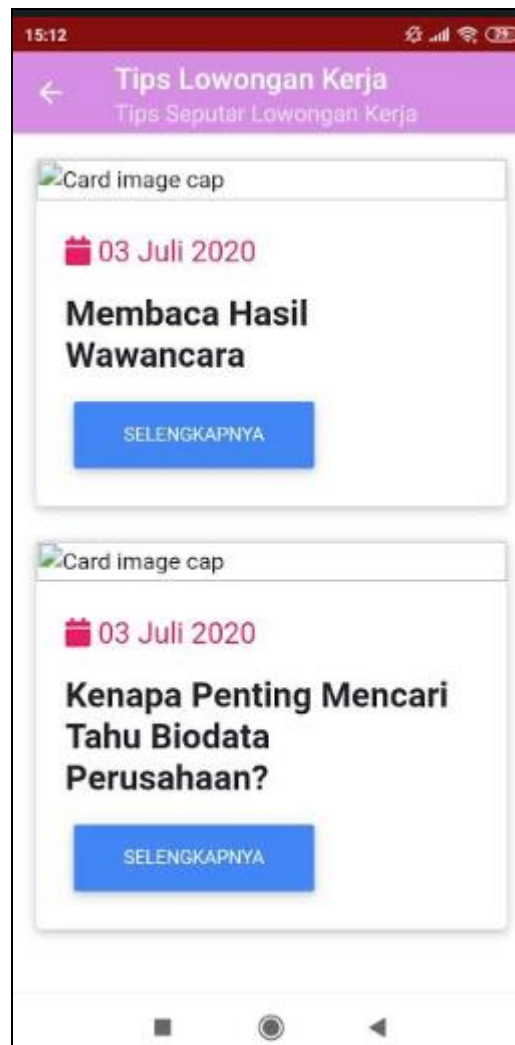 15:12
79
Tips Lowongan Kerja
Tips Seputar Lowongan Kerja
Card image cap
03 Juli 2020
Membaca Hasil
Wawancara
SELENGKAPNYA
Card image cap
03 Juli 2020
Kenapa Penting Mencari
Tahu Biodata
Perusahaan?
SELENGKAPNYA